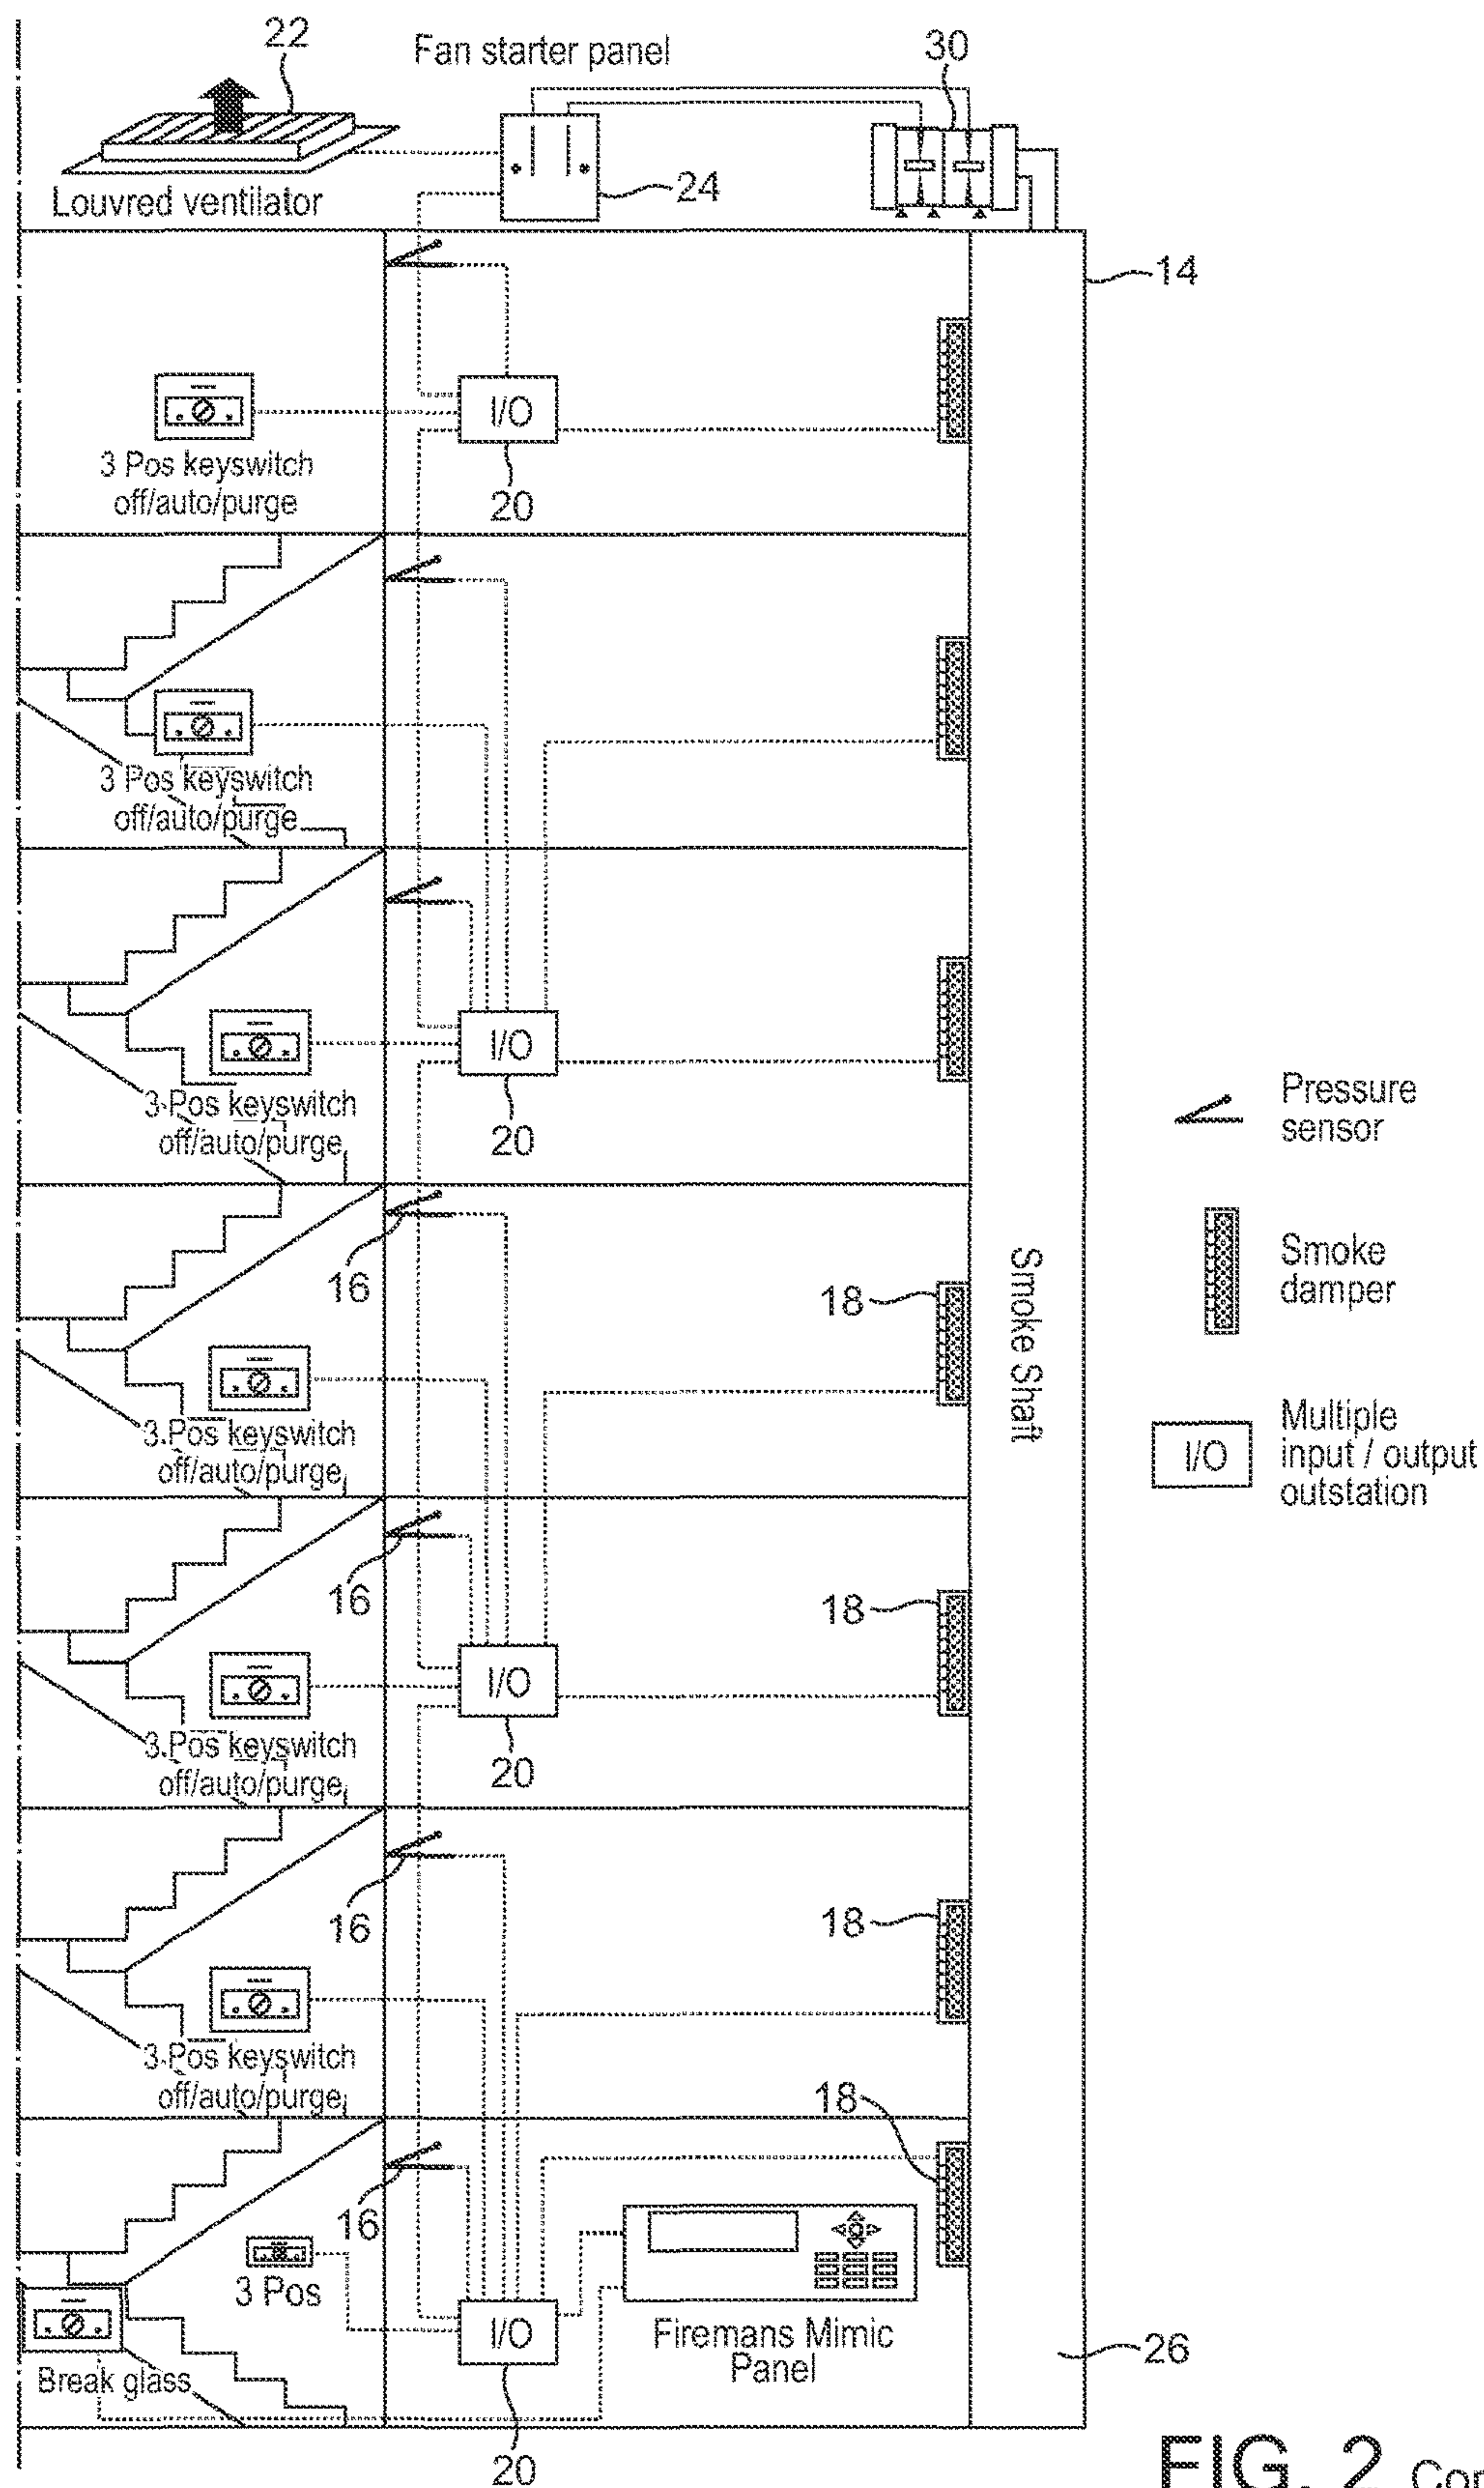 22
Fan starter panel
30
Louvred ventilator
24
14
I/O
3 Pos keyswitch
off/auto/purge
20
3 Pos keyswitch
off/auto/purge
I/O
3 Pos keyswitch
off/auto/purge
20
Pressure
sensor
16
18
Smoke
damper
Smoke Shaft
3 Pos keyswitch
off/auto/purge
I/O
Multiple
input / output
outstation
16
18
I/O
3 Pos keyswitch
off/auto/purge
20
16
18
3 Pos keyswitch
off/auto/purge
18
16
3 Pos
I/O
Firemans Mimic
Panel
Break glass
26
20
FIG. 2